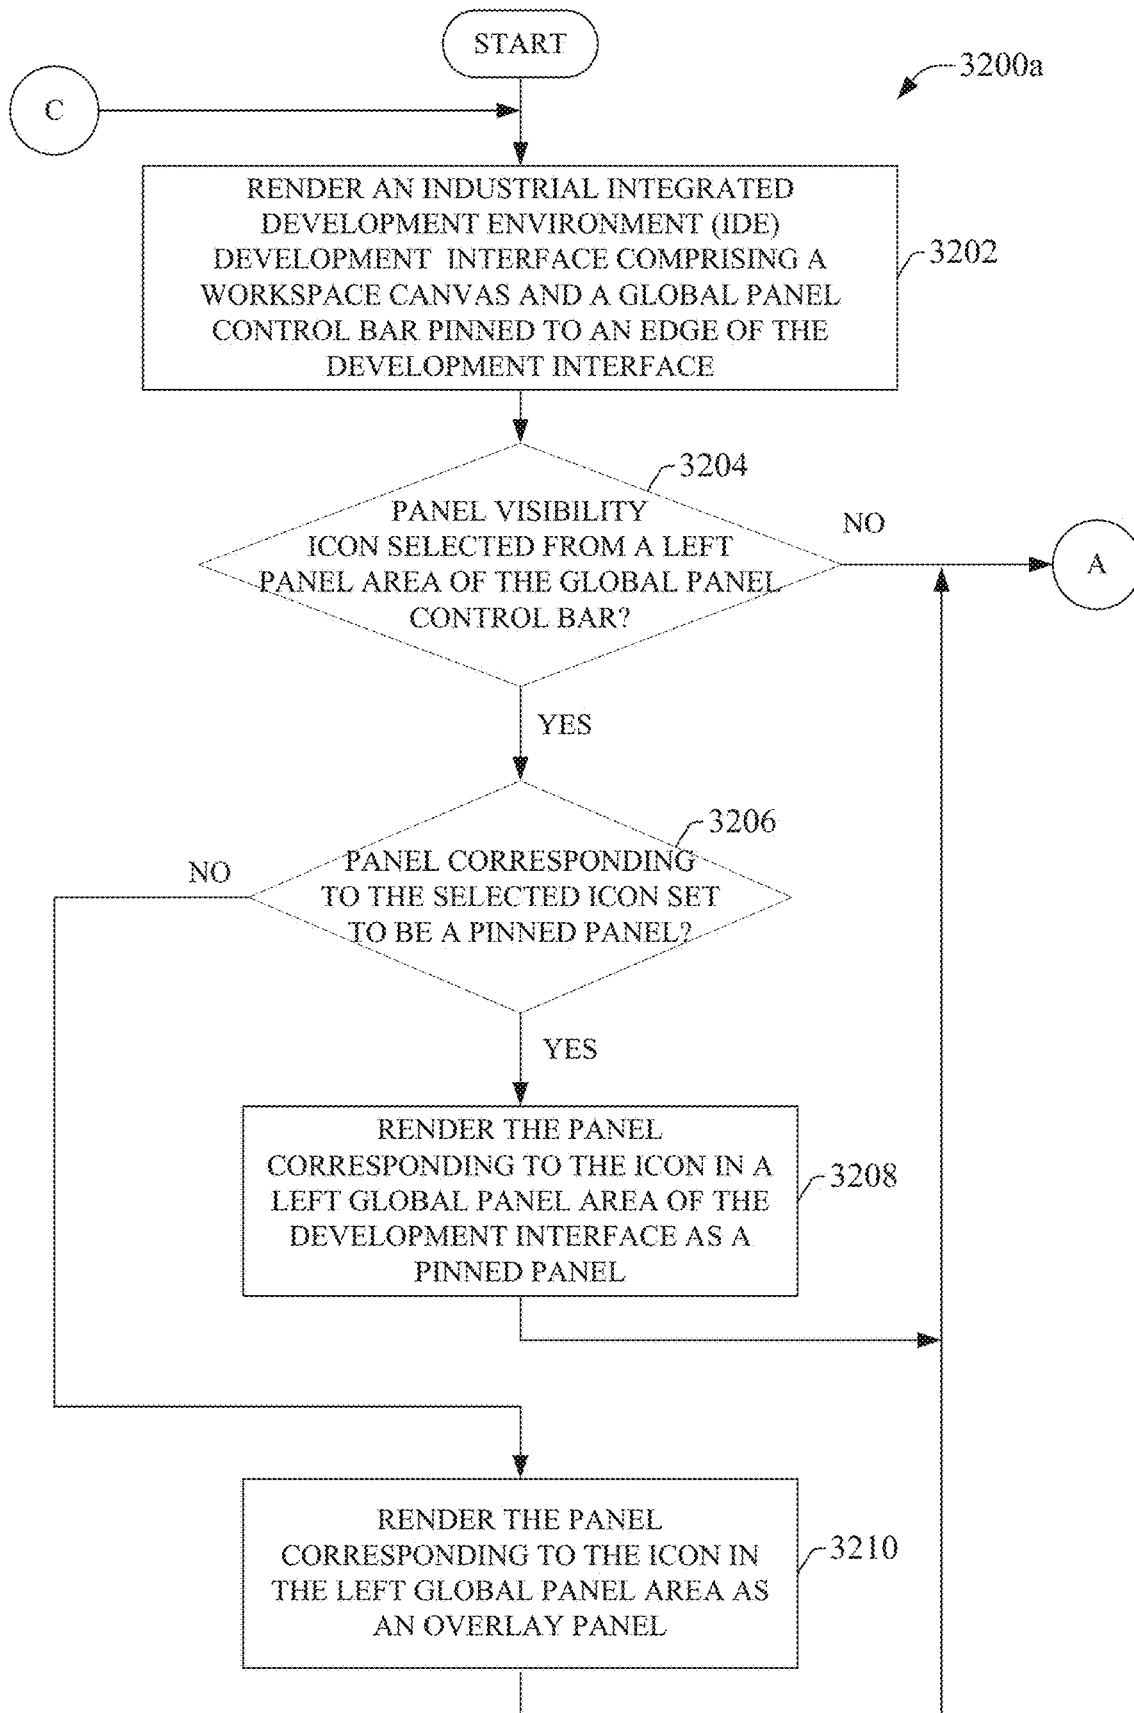 START
3200a
C
RENDER AN INDUSTRIAL INTEGRATED
DEVELOPMENT ENVIRONMENT (IDE)
DEVELOPMENT INTERFACE COMPRISING A
WORKSPACE CANVAS AND A GLOBAL PANEL
CONTROL BAR PINNED TO AN EDGE OF THE
DEVELOPMENT INTERFACE
3202
3204
PANEL VISIBILITY
ICON SELECTED FROM A LEFT
PANEL AREA OF THE GLOBAL PANEL
CONTROL BAR?
NO
A
YES
3206
PANEL CORRESPONDING
TO THE SELECTED ICON SET
TO BE A PINNED PANEL?
NO
YES
RENDER THE PANEL
CORRESPONDING TO THE ICON IN A
LEFT GLOBAL PANEL AREA OF THE
DEVELOPMENT INTERFACE AS A
PINNED PANEL
3208
RENDER THE PANEL
CORRESPONDING TO THE ICON IN
THE LEFT GLOBAL PANEL AREA AS
AN OVERLAY PANEL
3210